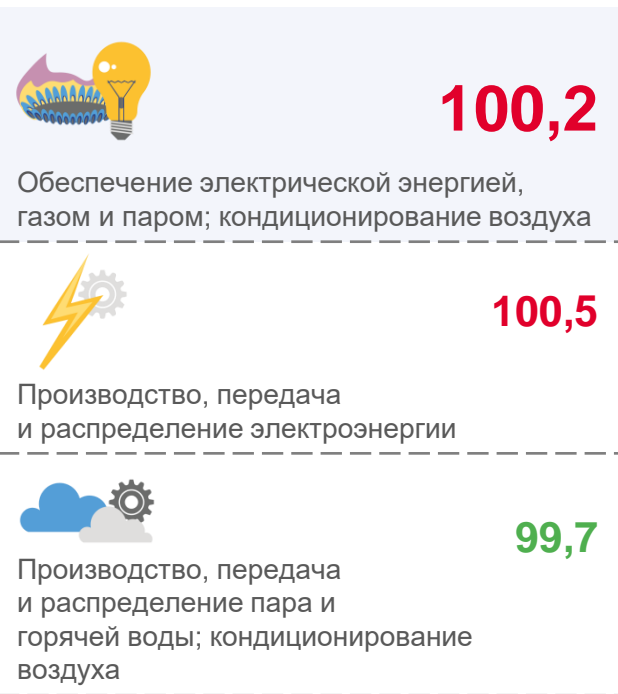 100,2
Обеспечение электрической энергией,
газом и паром; кондиционирование воздуха
100,5
Производство, передача
и распределение электроэнергии
99,7
Производство, передача
и распределение пара и
горячей воды; кондиционирование
воздуха